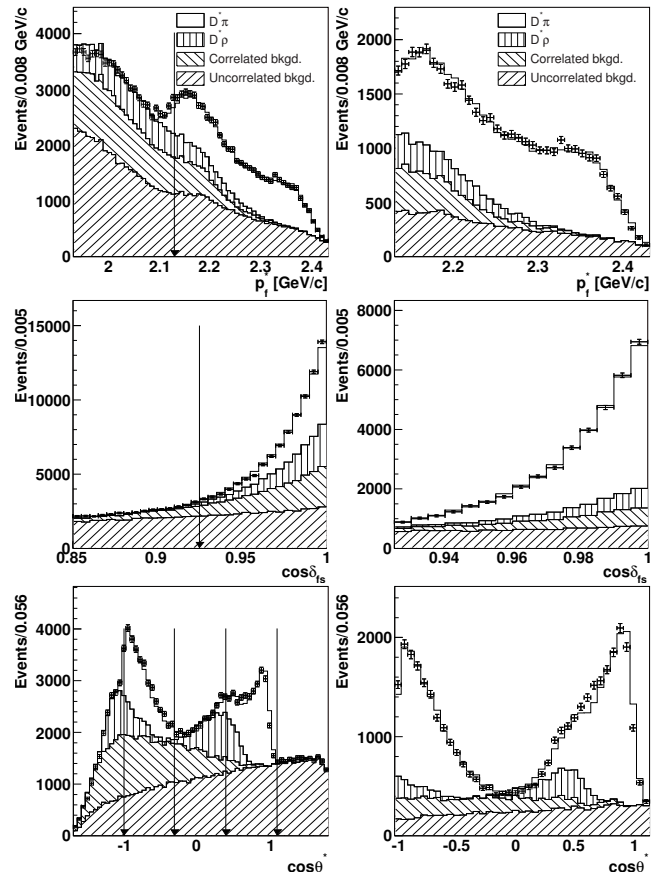 Events/0.008 GeV/c
4000
3000
2000
1000
0
D*π
D*ρ
Correlated bkgd.
Uncorrelated bkgd.
2 2.1 2.2 2.3 2.4
p*f [GeV/c]
Events/0.008 GeV/c
2000
1500
1000
500
0
D*π
D*ρ
Correlated bkgd.
Uncorrelated bkgd.
2.2 2.3 2.4
p*f [GeV/c]
Events/0.005
15000
10000
5000
0
0.85 0.9 0.95 1
cosδfs
Events/0.005
8000
6000
4000
2000
0
0.94 0.96 0.98 1
cosδfs
Events/0.056
4000
3000
2000
1000
0
-1 0 1
cosθ*
Events/0.056
2000
1000
0
-1 -0.5 0 0.5 1
cosθ*